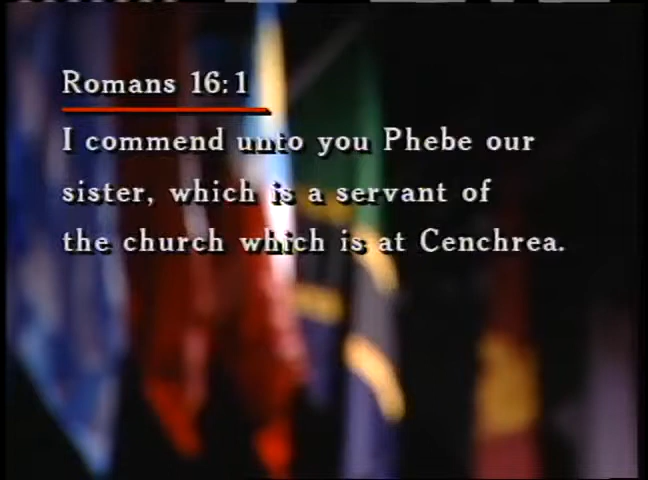 Romans 16:1
I commend unto you Phebe our
sister, which is a servant of
the church which is at Cenchrea.